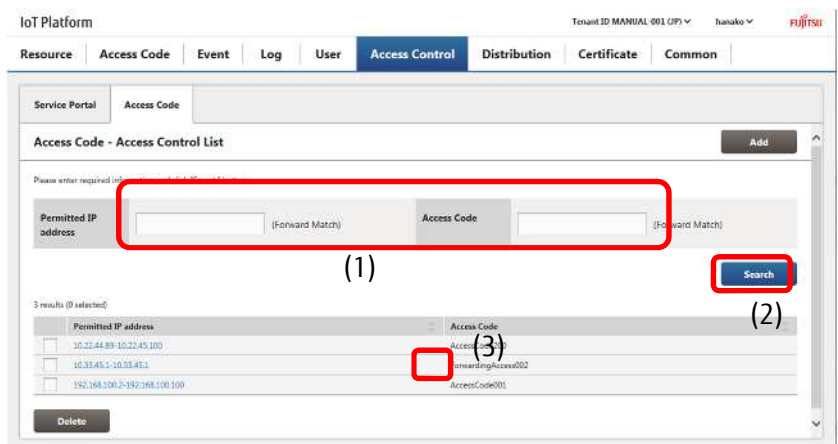 IoT Platform
Tenant ID MANUAL-001 (JP) hanako FUJITSU
Resource Access Code Event Log User Access Control Distribution Certificate Common
Service Portal Access Code
Access Code - Access Control List Add
Please enter required
Permitted IP address (Forward Match) Access Code (Forward Match)
(1)
Search
(2)
3 results (0 selected)
Permitted IP address Access Code
(3)
10.22.44.89-10.22.45.100
10.33.45.1-10.33.45.1 ForwardingAccess002
192.168.100.2-192.168.100.100 AccessCode001
Delete